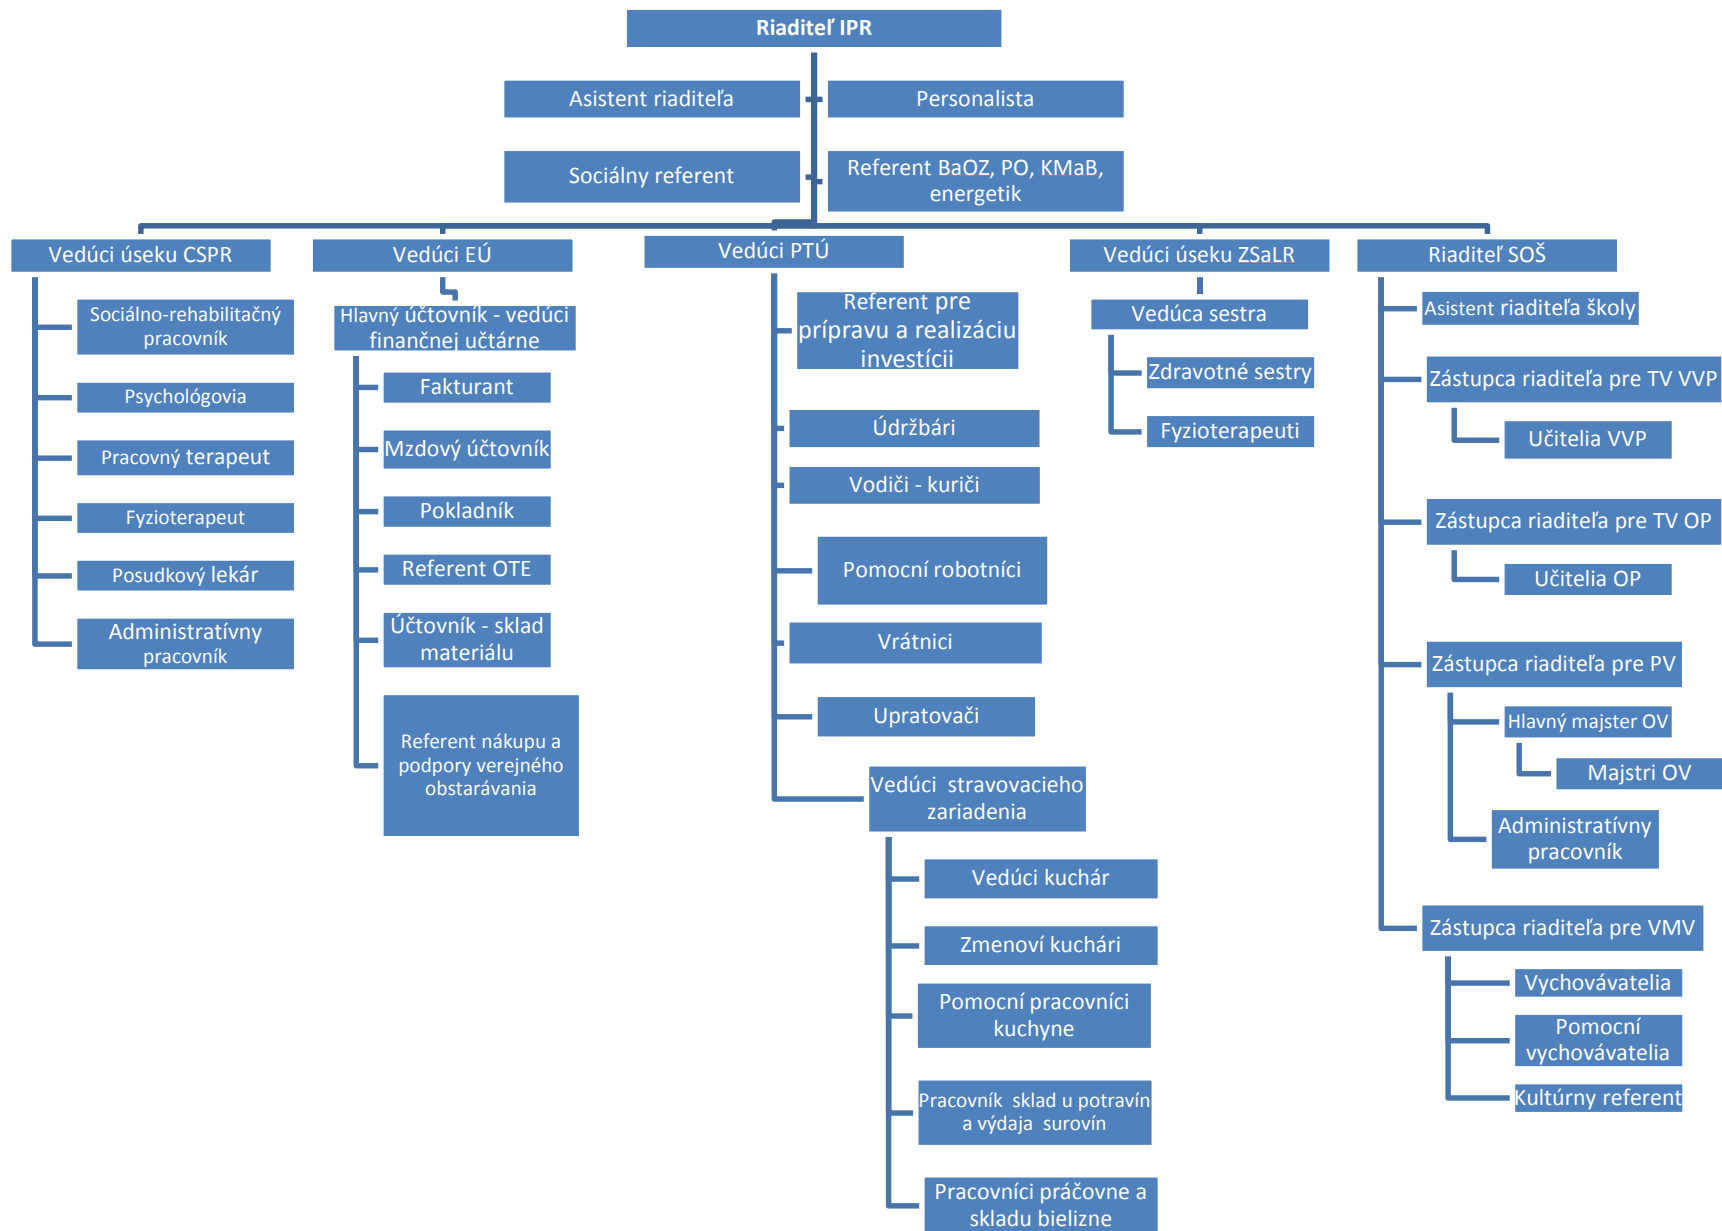 Riaditeľ IPR
Asistent riaditeľa
Personalista
Sociálny referent
Referent BaOZ, PO, KMaB,
energetik
Vedúci úseku CSPR
Sociálno-rehabilitačný
pracovník
Psychológovia
Pracovný terapeut
Fyzioterapeut
Posudkový lekár
Administratívny
pracovník
Vedúci EÚ
Hlavný účtovník - vedúci
finančnej učtárne
Fakturant
Mzdový účtovník
Pokladník
Referent OTE
Účtovník - sklad
materiálu
Referent nákupu a
podpory verejného
obstarávania
Vedúci PTÚ
Referent pre
prípravu a realizáciu
investícii
Údržbári
Vodiči - kuriči
Pomocní robotníci
Vrátnici
Upratovači
Vedúci  stravovacieho
zariadenia
Vedúci kuchár
Zmenoví kuchári
Pomocní pracovníci
kuchyne
Pracovník  sklad u potravín
a výdaja  surovín
Pracovníci práčovne a
skladu bielizne
Vedúci úseku ZSaLR
Vedúca sestra
Zdravotné sestry
Fyzioterapeuti
Riaditeľ SOŠ
Asistent riaditeľa školy
Zástupca riaditeľa pre TV VVP
Učitelia VVP
Zástupca riaditeľa pre TV OP
Učitelia OP
Zástupca riaditeľa pre PV
Hlavný majster OV
Majstri OV
Administratívny
pracovník
Zástupca riaditeľa pre VMV
Vychovávatelia
Pomocní
vychovávatelia
Kultúrny referent